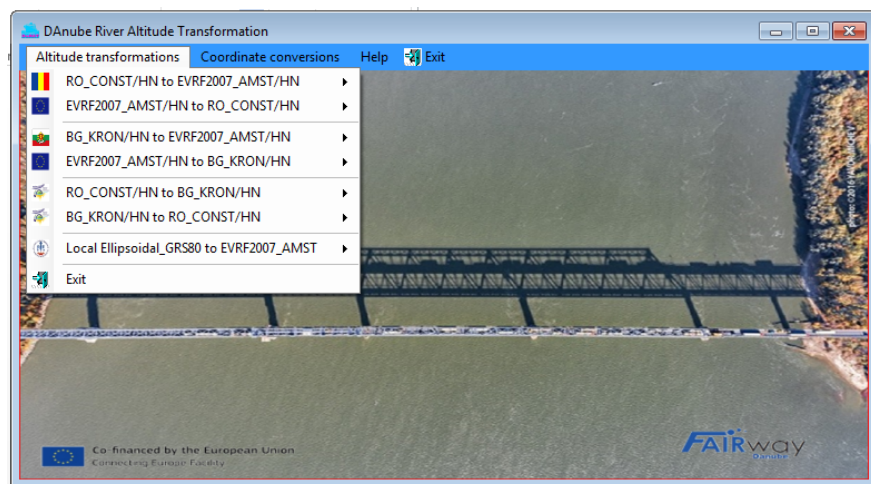 DAnube River Altitude Transformation
Altitude transformations Coordinate conversions Help Exit
RO_CONST/HN to EVRF2007_AMST/HN
EVRF2007_AMST/HN to RO_CONST/HN
BG_KRON/HN to EVRF2007_AMST/HN
EVRF2007_AMST/HN to BG_KRON/HN
RO_CONST/HN to BG_KRON/HN
BG_KRON/HN to RO_CONST/HN
Local Ellipsoidal_GRS80 to EVRF2007_AMST
Exit
Co-financed by the European Union
Connecting Europe Facility
FAIRway
Danube